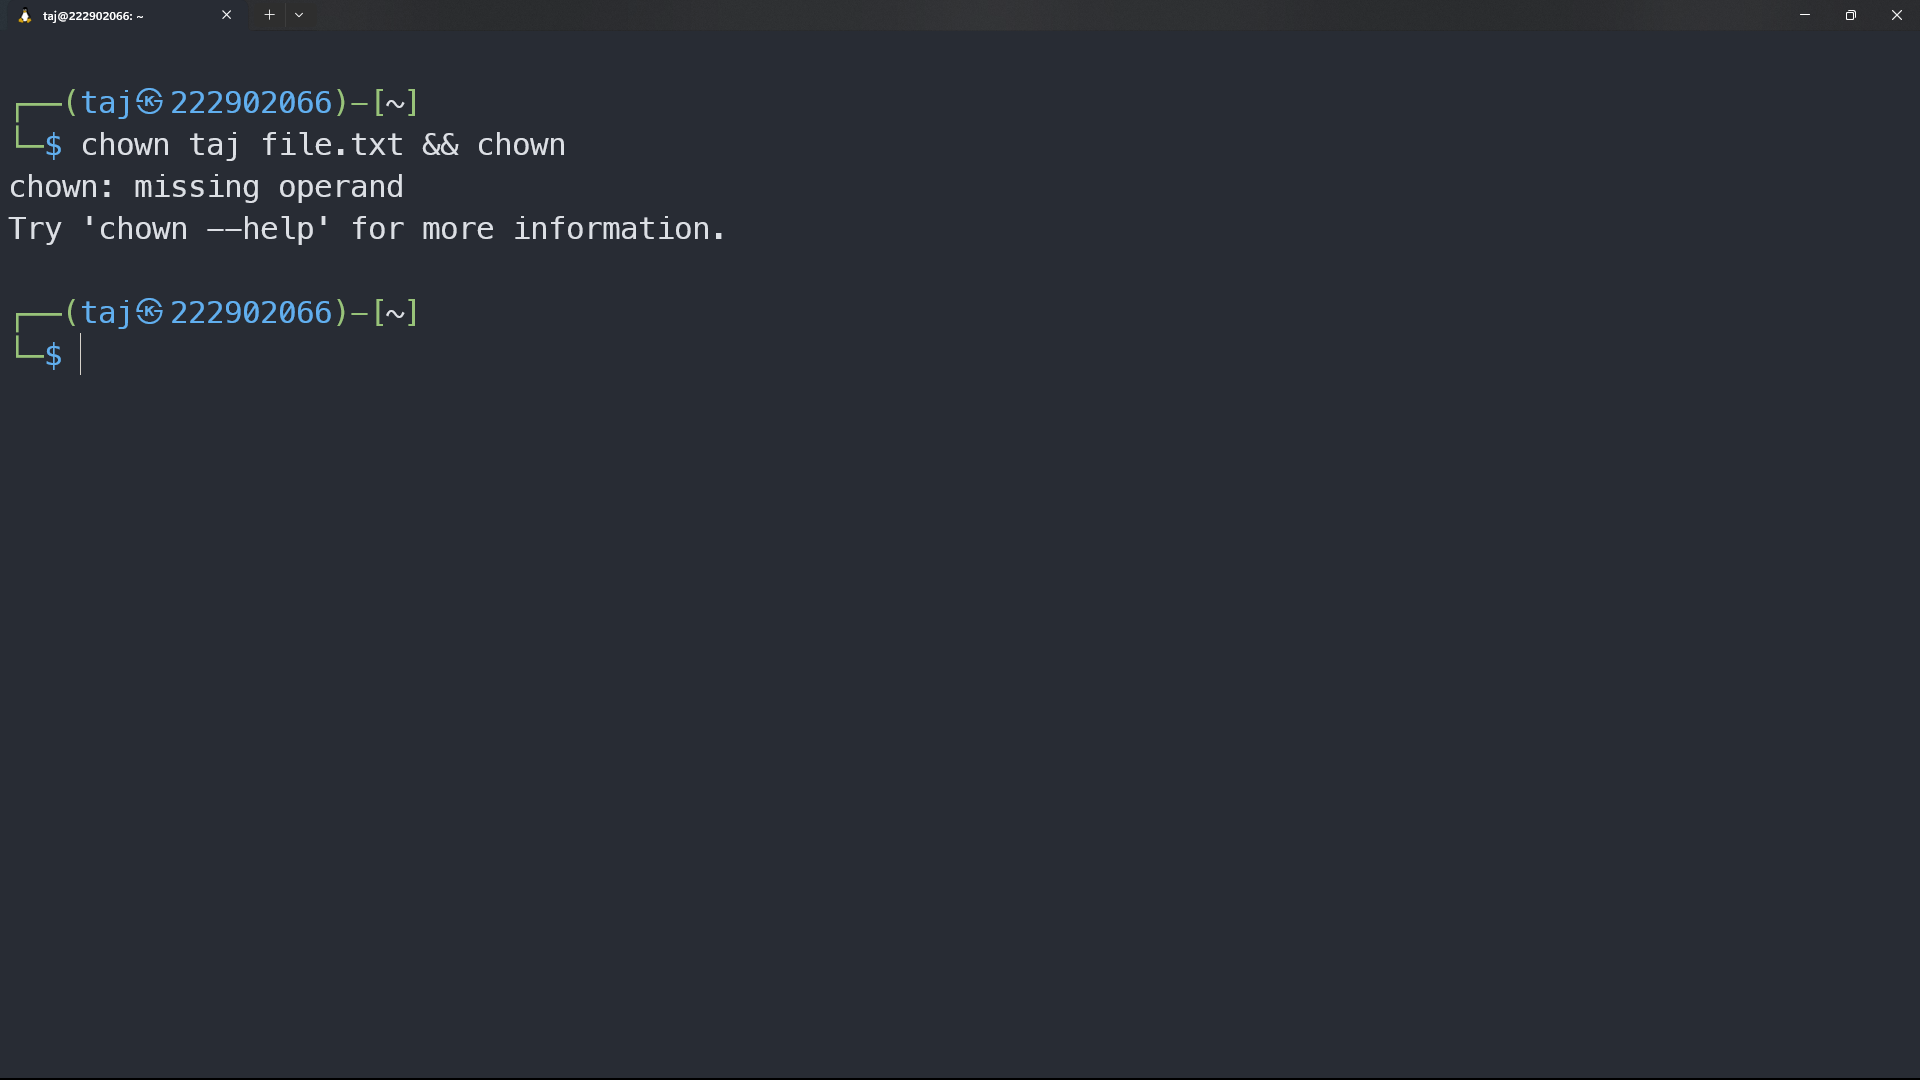 taj@222902066: ~
┌──(taj㉿222902066)-[~]
└─$ chown taj file.txt && chown
chown: missing operand
Try 'chown --help' for more information.
┌──(taj㉿222902066)-[~]
└─$